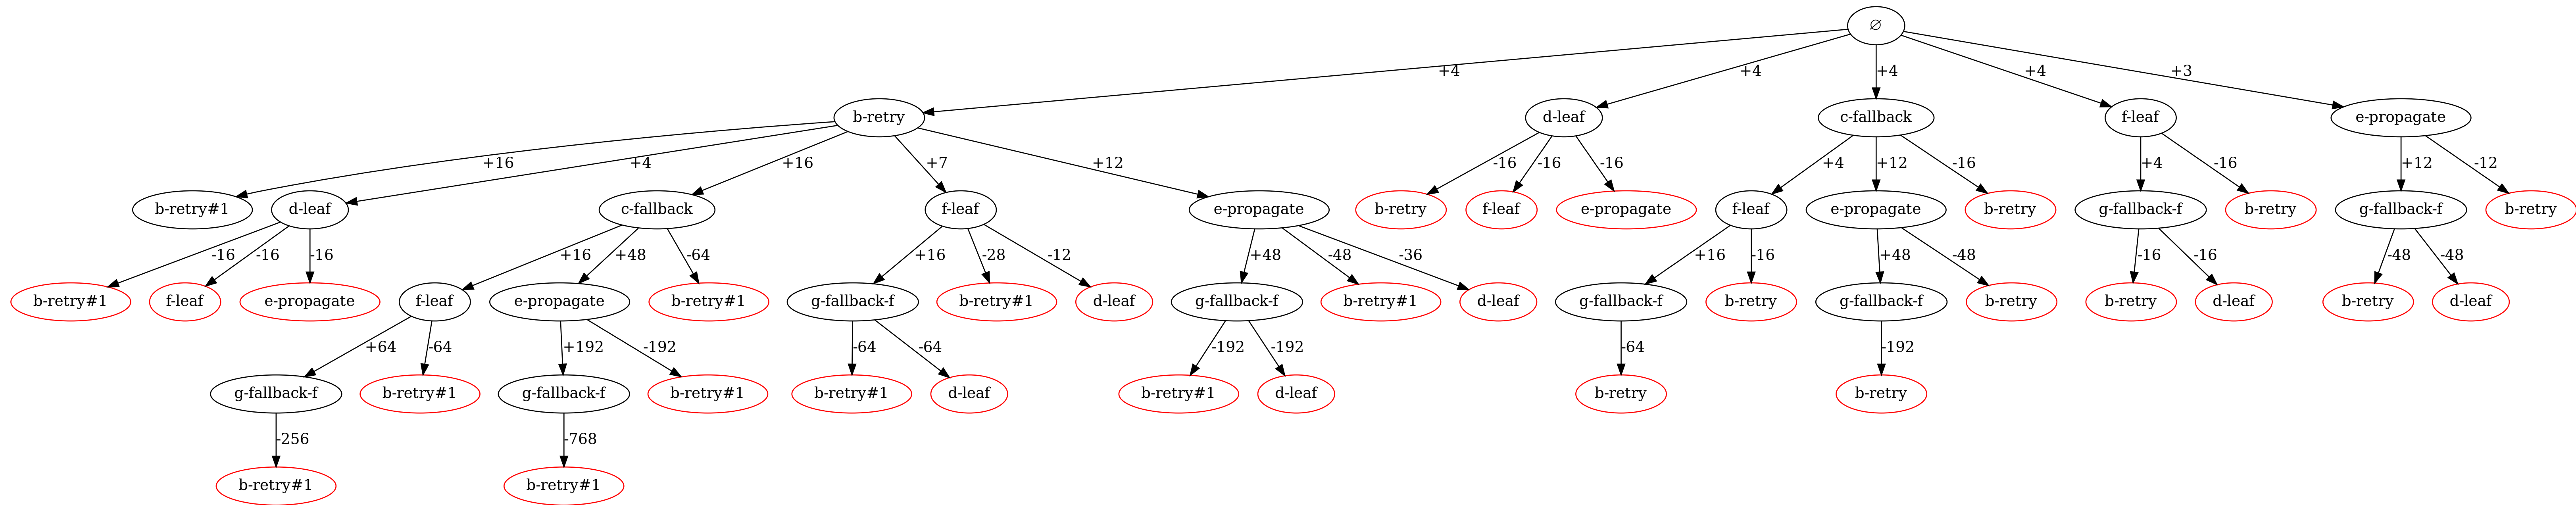 ∅
+4 +4 +4 +4 +3
b-retry d-leaf c-fallback f-leaf e-propagate
+16 +4 +16 +7 +12 -16 -16 -16 +4 +12 -16 +4 -16 +12 -12
b-retry#1 d-leaf c-fallback f-leaf e-propagate b-retry f-leaf e-propagate f-leaf e-propagate b-retry g-fallback-f b-retry g-fallback-f b-retry
-16 -16 -16 +16 +48 -64 +16 -28 -12 +48 -48 -36 +16 -16 +48 -48 -16 -16 -48 -48
b-retry#1 f-leaf e-propagate f-leaf e-propagate b-retry#1 g-fallback-f b-retry#1 d-leaf g-fallback-f b-retry#1 d-leaf g-fallback-f b-retry g-fallback-f b-retry b-retry d-leaf b-retry d-leaf
+64 -64 +192 -192 -64 -64 -192 -192 -64 -192
g-fallback-f b-retry#1 g-fallback-f b-retry#1 b-retry#1 d-leaf b-retry#1 d-leaf b-retry b-retry
-256 -768
b-retry#1 b-retry#1